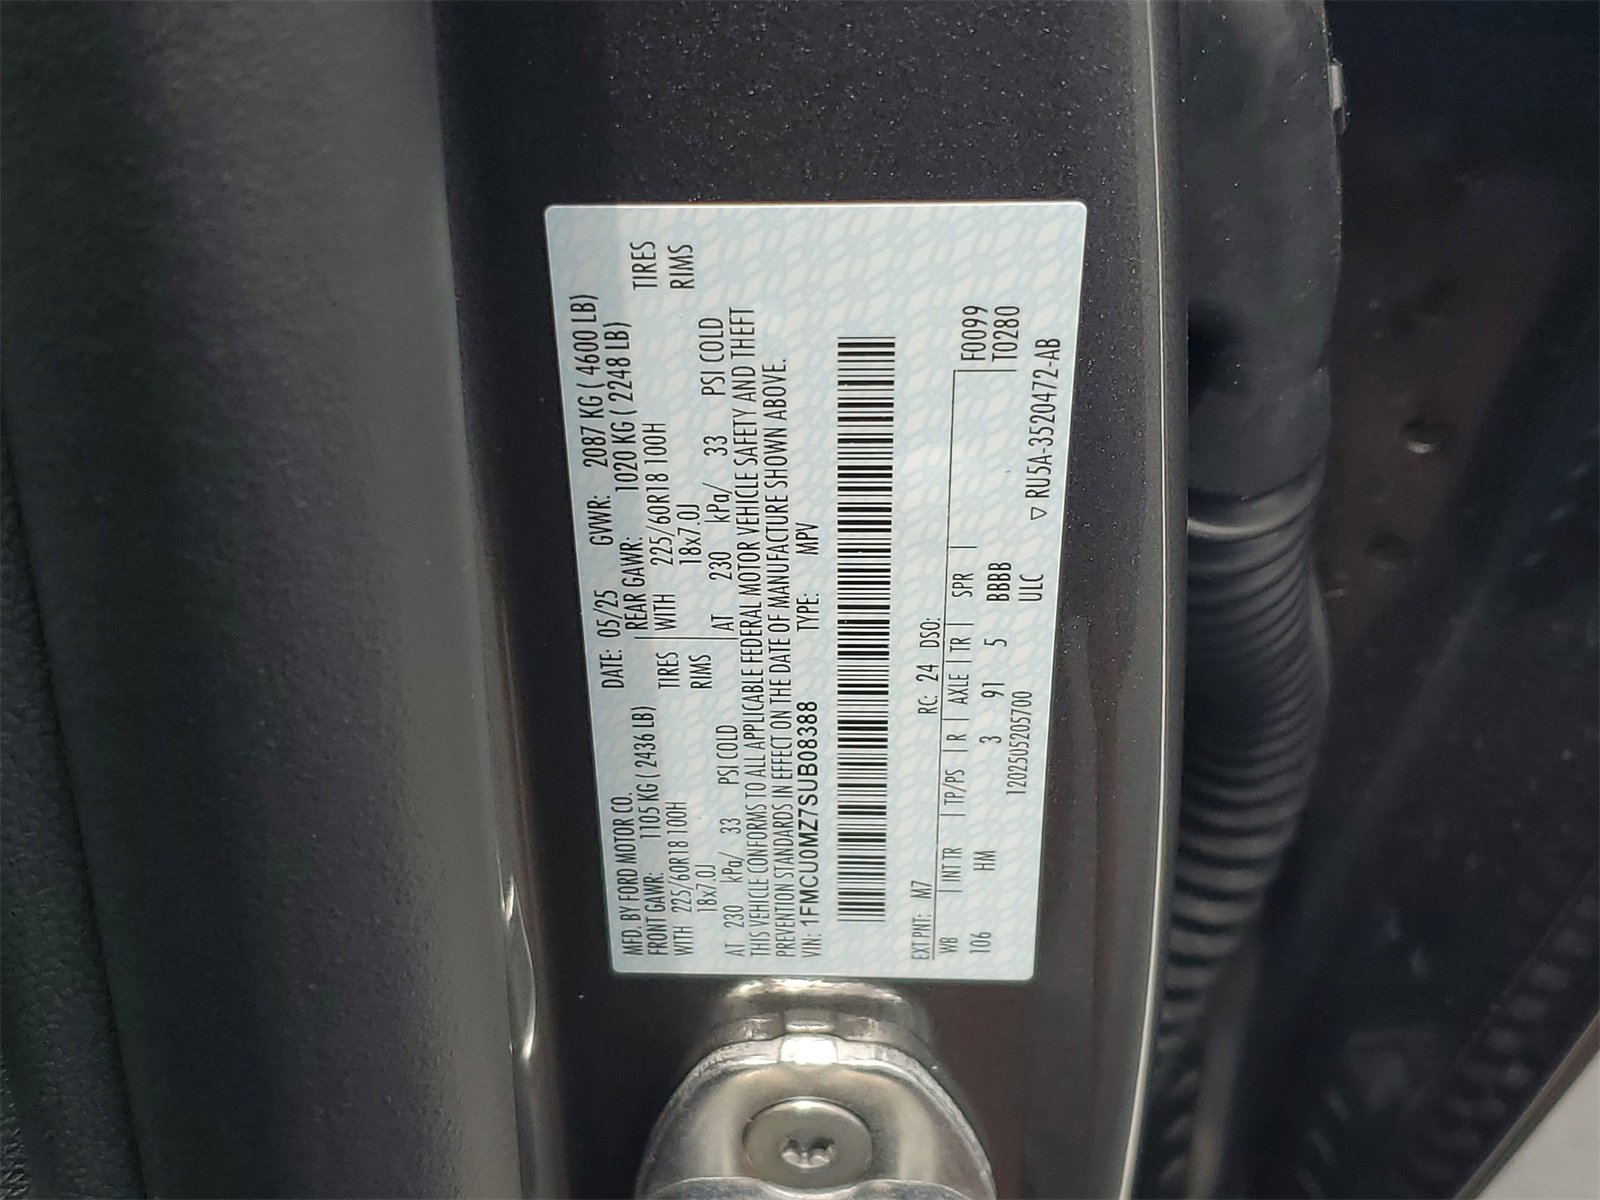 MFD. BY FORD MOTOR CO.
DATE: 05/25 GVWR: 2087 KG ( 4600 LB)
FRONT GAWR: 1105 KG ( 2436 LB) REAR GAWR: 1020 KG ( 2248 LB)
WITH 225/60R18 100H TIRES WITH 225/60R18 100H TIRES
18x7.0J RIMS 18x7.0J RIMS
AT 230 kPa/ 33 PSI COLD AT 230 kPa/ 33 PSI COLD
THIS VEHICLE CONFORMS TO ALL APPLICABLE FEDERAL MOTOR VEHICLE SAFETY AND THEFT
PREVENTION STANDARDS IN EFFECT ON THE DATE OF MANUFACTURE SHOWN ABOVE.
VIN: 1FMCU0MZ7SUB08388 TYPE: MPV
EXT PNT: M7 RC: 24 DSO:
WB INT TR TP/PS R AXLE TR SPR F0099
106 HM 3 91 5 BBBB T0280
12025052057​00 ULC
▽ RU5A-3520472-AB